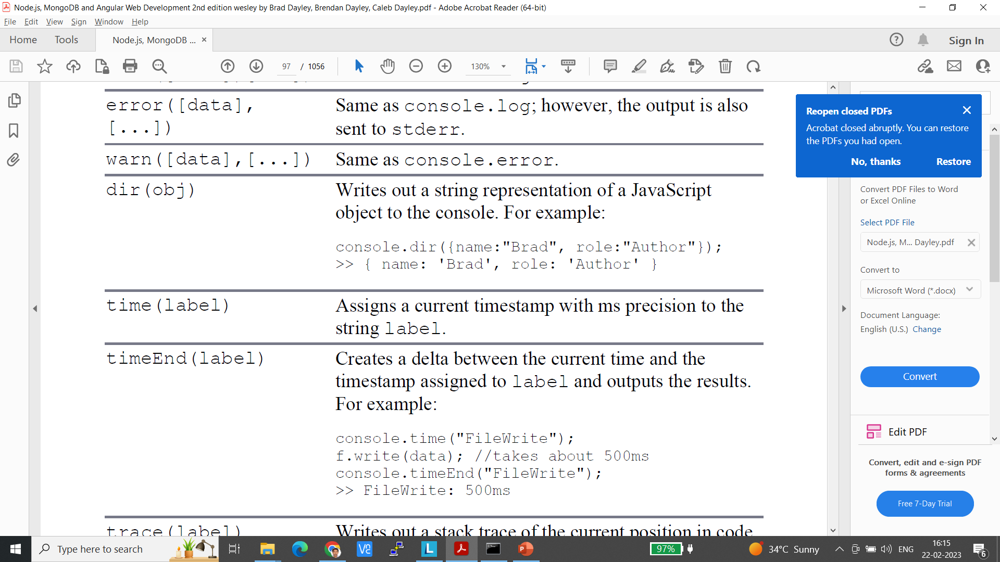 Node.js, MongoDB and Angular Web Development 2nd edition wesley by Brad Dayley, Brendan Dayley, Caleb Dayley.pdf - Adobe Acrobat Reader (64-bit)
File Edit View Sign Window Help
Home Tools Node.js, MongoDB ... × Sign In
97 / 1056 130%
error([data], Same as console.log; however, the output is also
[...]) sent to stderr.
warn([data],[...]) Same as console.error.
dir(obj) Writes out a string representation of a JavaScript
object to the console. For example:
console.dir({name:"Brad", role:"Author"});
>> { name: 'Brad', role: 'Author' }
time(label) Assigns a current timestamp with ms precision to the
string label.
timeEnd(label) Creates a delta between the current time and the
timestamp assigned to label and outputs the results.
For example:
console.time("FileWrite");
f.write(data); //takes about 500ms
console.timeEnd("FileWrite");
>> FileWrite: 500ms
trace(label) Writes out a stack trace of the current position in code
Reopen closed PDFs
Acrobat closed abruptly. You can restore
the PDFs you had open.
No, thanks Restore
Convert PDF Files to Word
or Excel Online
Select PDF File
Node.js, M... Dayley.pdf
Convert to
Microsoft Word (*.docx)
Document Language:
English (U.S.) Change
Convert
Edit PDF
Convert, edit and e-sign PDF
forms & agreements
Free 7-Day Trial
Type here to search
97%
34°C Sunny
ENG
16:15
22-02-2023
6